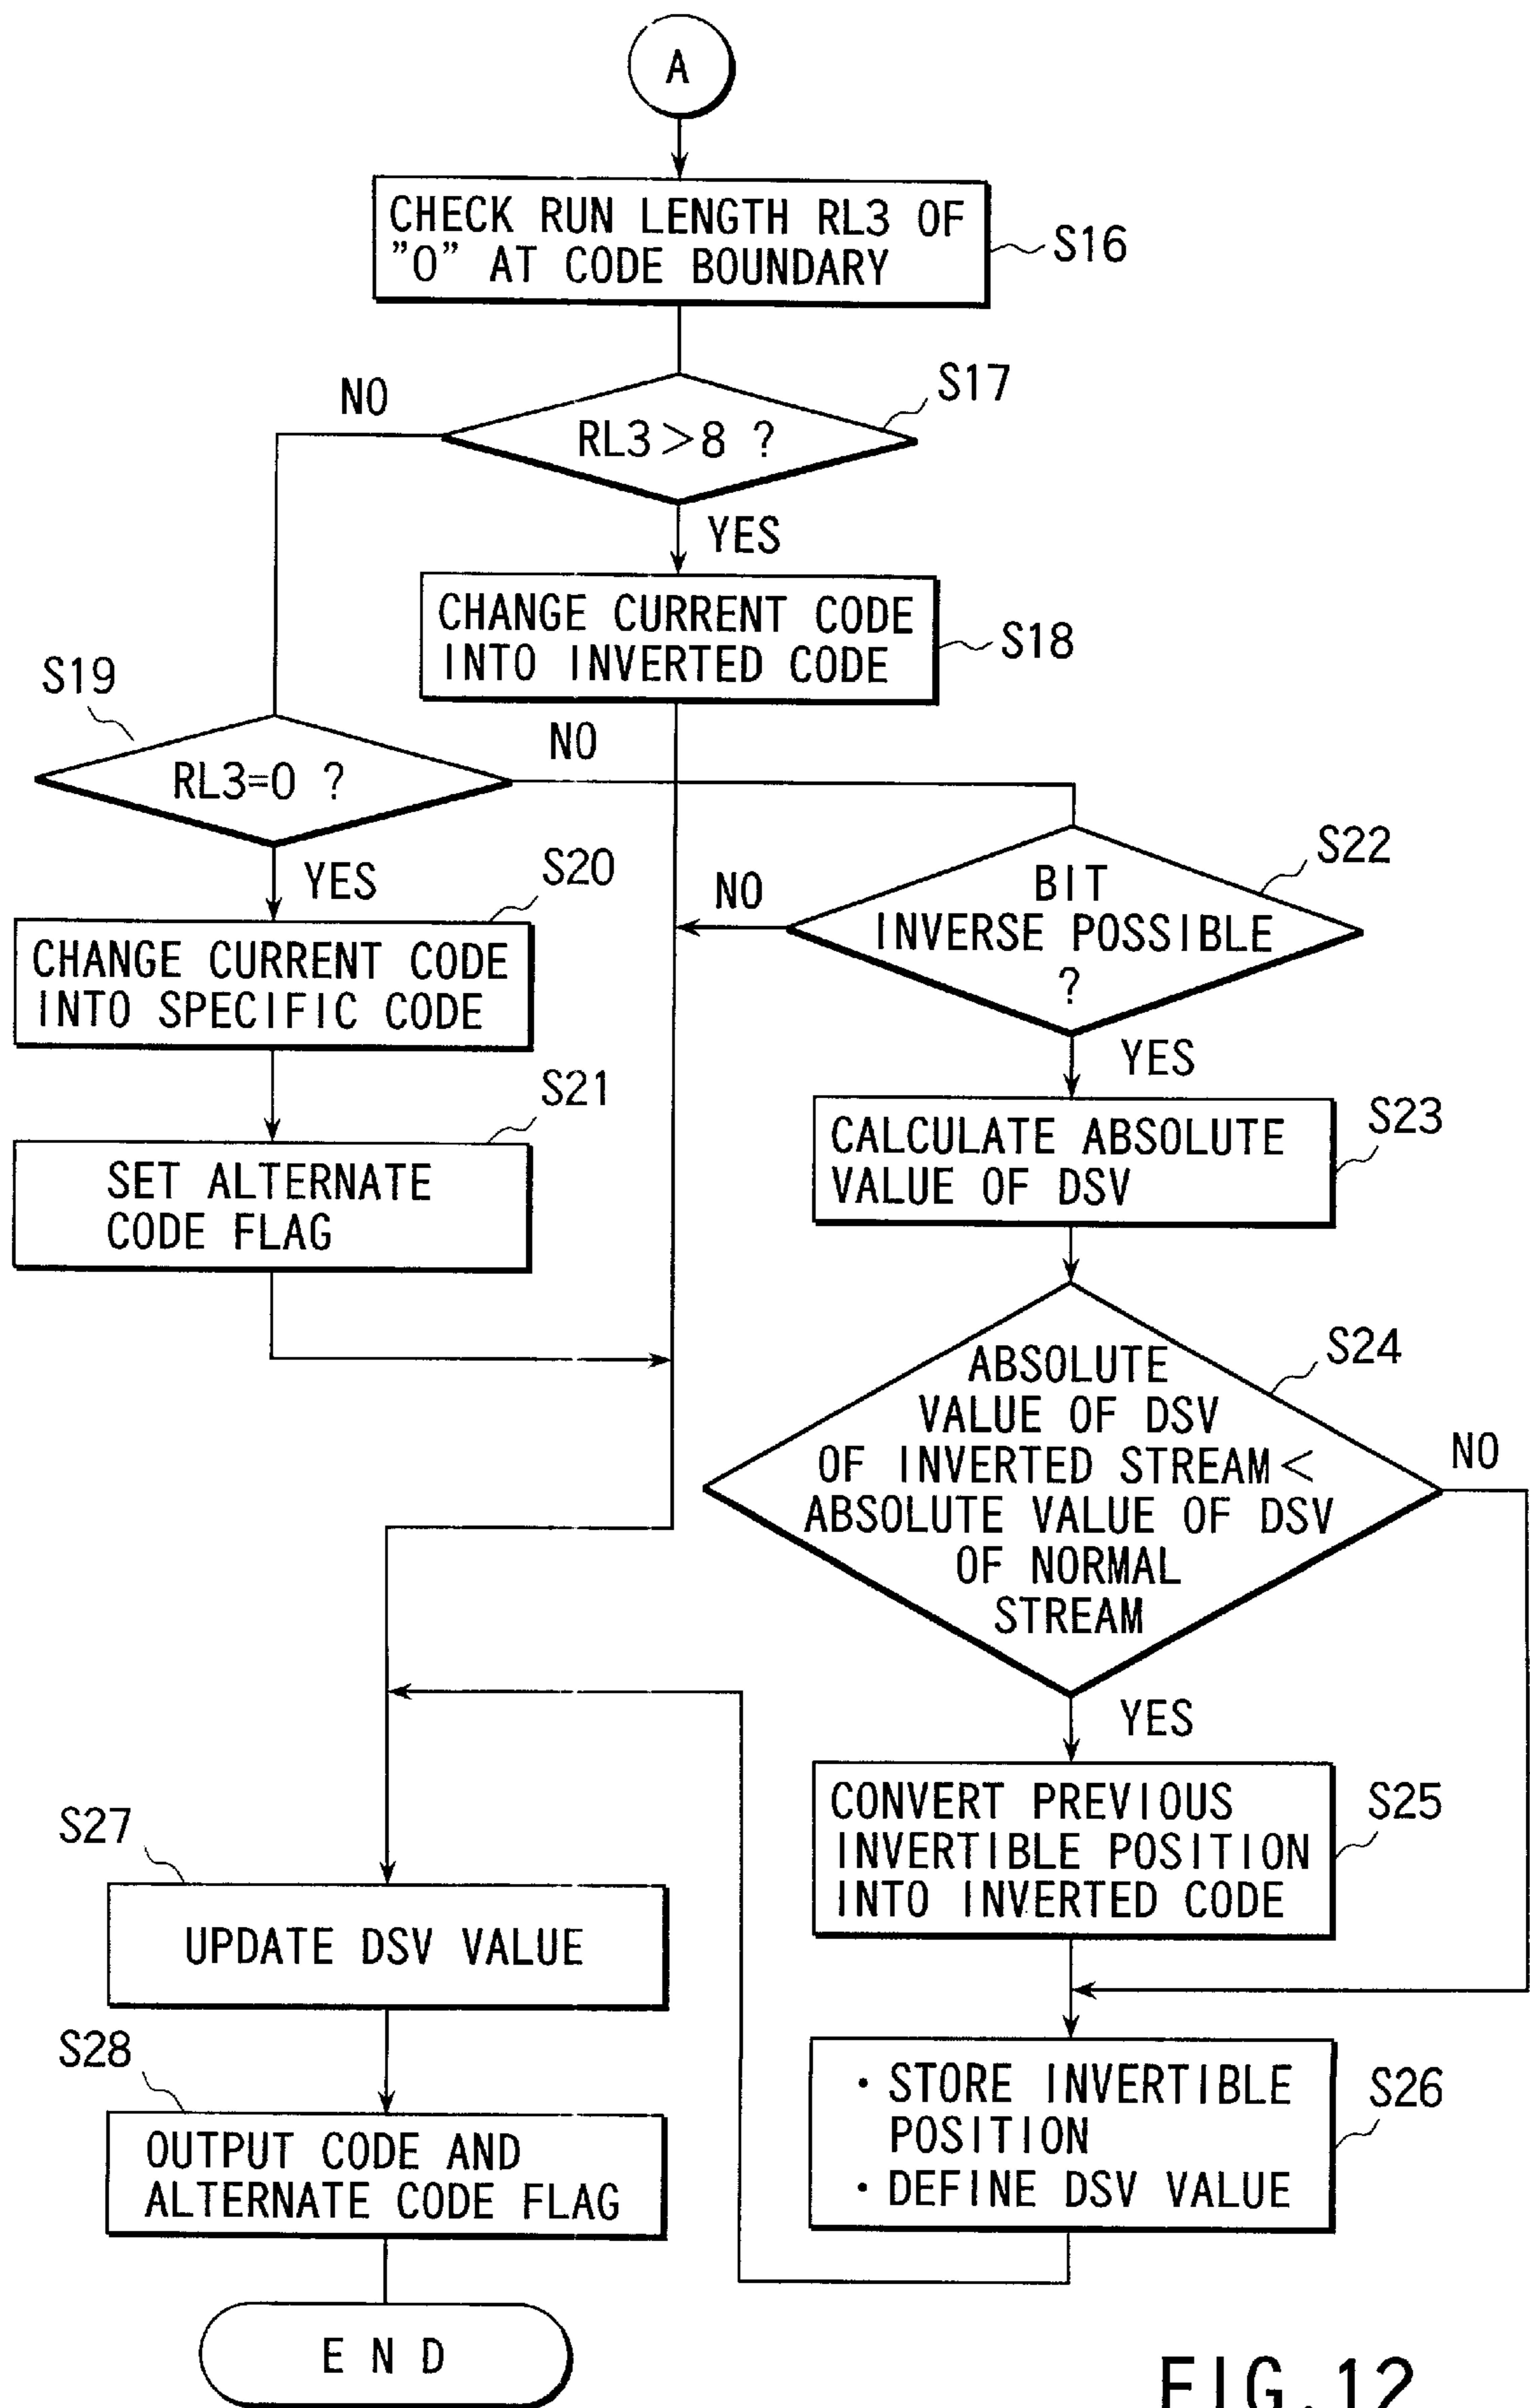 A
CHECK RUN LENGTH RL3 OF
"0" AT CODE BOUNDARY
S16
S17
NO
RL3>8 ?
YES
CHANGE CURRENT CODE
INTO INVERTED CODE
S18
S19
NO
RL3=0 ?
YES
S20
CHANGE CURRENT CODE
INTO SPECIFIC CODE
S21
SET ALTERNATE
CODE FLAG
S22
NO
BIT
INVERSE POSSIBLE
?
YES
S23
CALCULATE ABSOLUTE
VALUE OF DSV
S24
ABSOLUTE
VALUE OF DSV
OF INVERTED STREAM<
ABSOLUTE VALUE OF DSV
OF NORMAL
STREAM
NO
YES
CONVERT PREVIOUS
INVERTIBLE POSITION
INTO INVERTED CODE
S25
· STORE INVERTIBLE
POSITION
· DEFINE DSV VALUE
S26
S27
UPDATE DSV VALUE
S28
OUTPUT CODE AND
ALTERNATE CODE FLAG
END
FIG.12